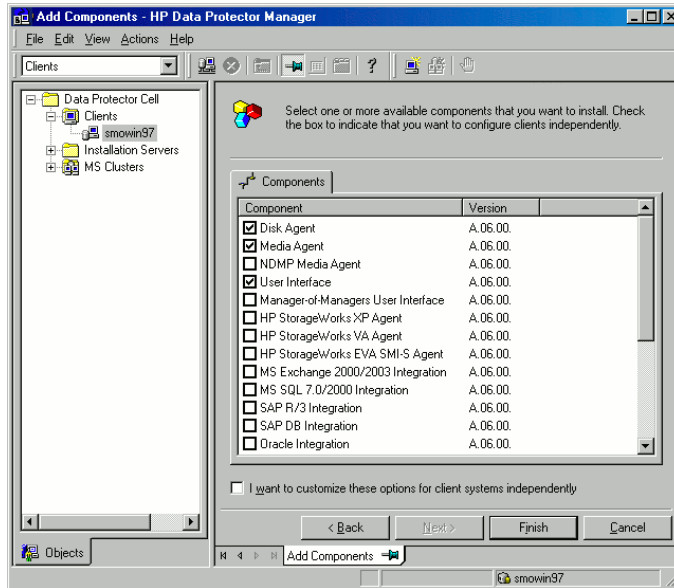 Add Components - HP Data Protector Manager
File Edit View Actions Help
Clients
?
Data Protector Cell
Clients
smowin97
Installation Servers
MS Clusters
Objects
Select one or more available components that you want to install. Check
the box to indicate that you want to configure clients independently.
Components
Component Version
Disk Agent A.06.00.
Media Agent A.06.00.
NDMP Media Agent A.06.00.
User Interface A.06.00.
Manager-of-Managers User Interface A.06.00.
HP StorageWorks XP Agent A.06.00.
HP StorageWorks VA Agent A.06.00.
HP StorageWorks EVA SMI-S Agent A.06.00.
MS Exchange 2000/2003 Integration A.06.00.
MS SQL 7.0/2000 Integration A.06.00.
SAP R/3 Integration A.06.00.
SAP DB Integration A.06.00.
Oracle Integration A.06.00.
I want to customize these options for client systems independently
< Back Next > Finish Cancel
Add Components
smowin97